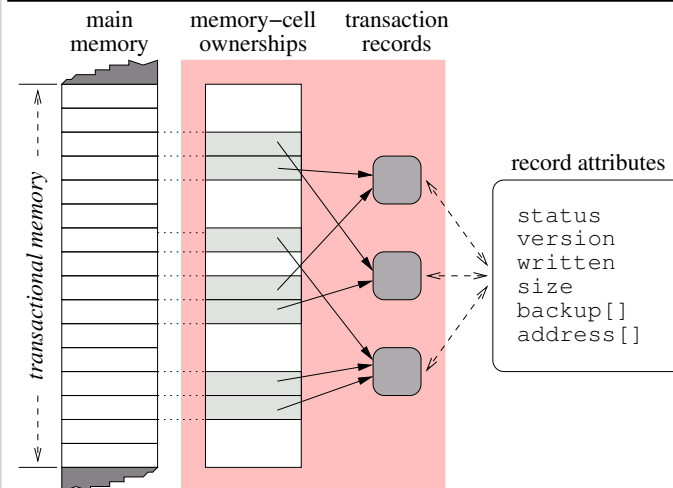 main
memory
memory−cell
ownerships
transaction
records
transactional memory
record attributes
status
version
written
size
backup[]
address[]